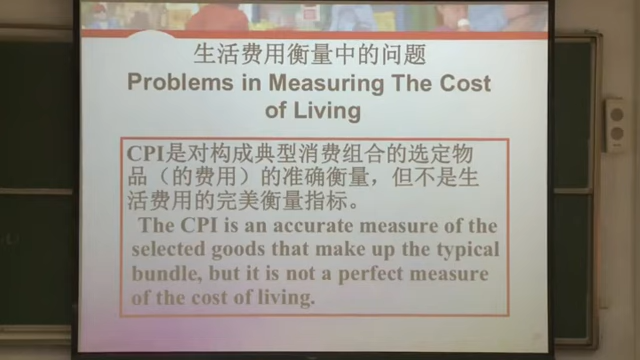 生活费用衡量中的问题
Problems in Measuring The Cost
of Living
CPI是对构成典型消费组合的选定物
品（的费用）的准确衡量，但不是生
活费用的完美衡量指标。
The CPI is an accurate measure of the
selected goods that make up the typical
bundle, but it is not a perfect measure
of the cost of living.